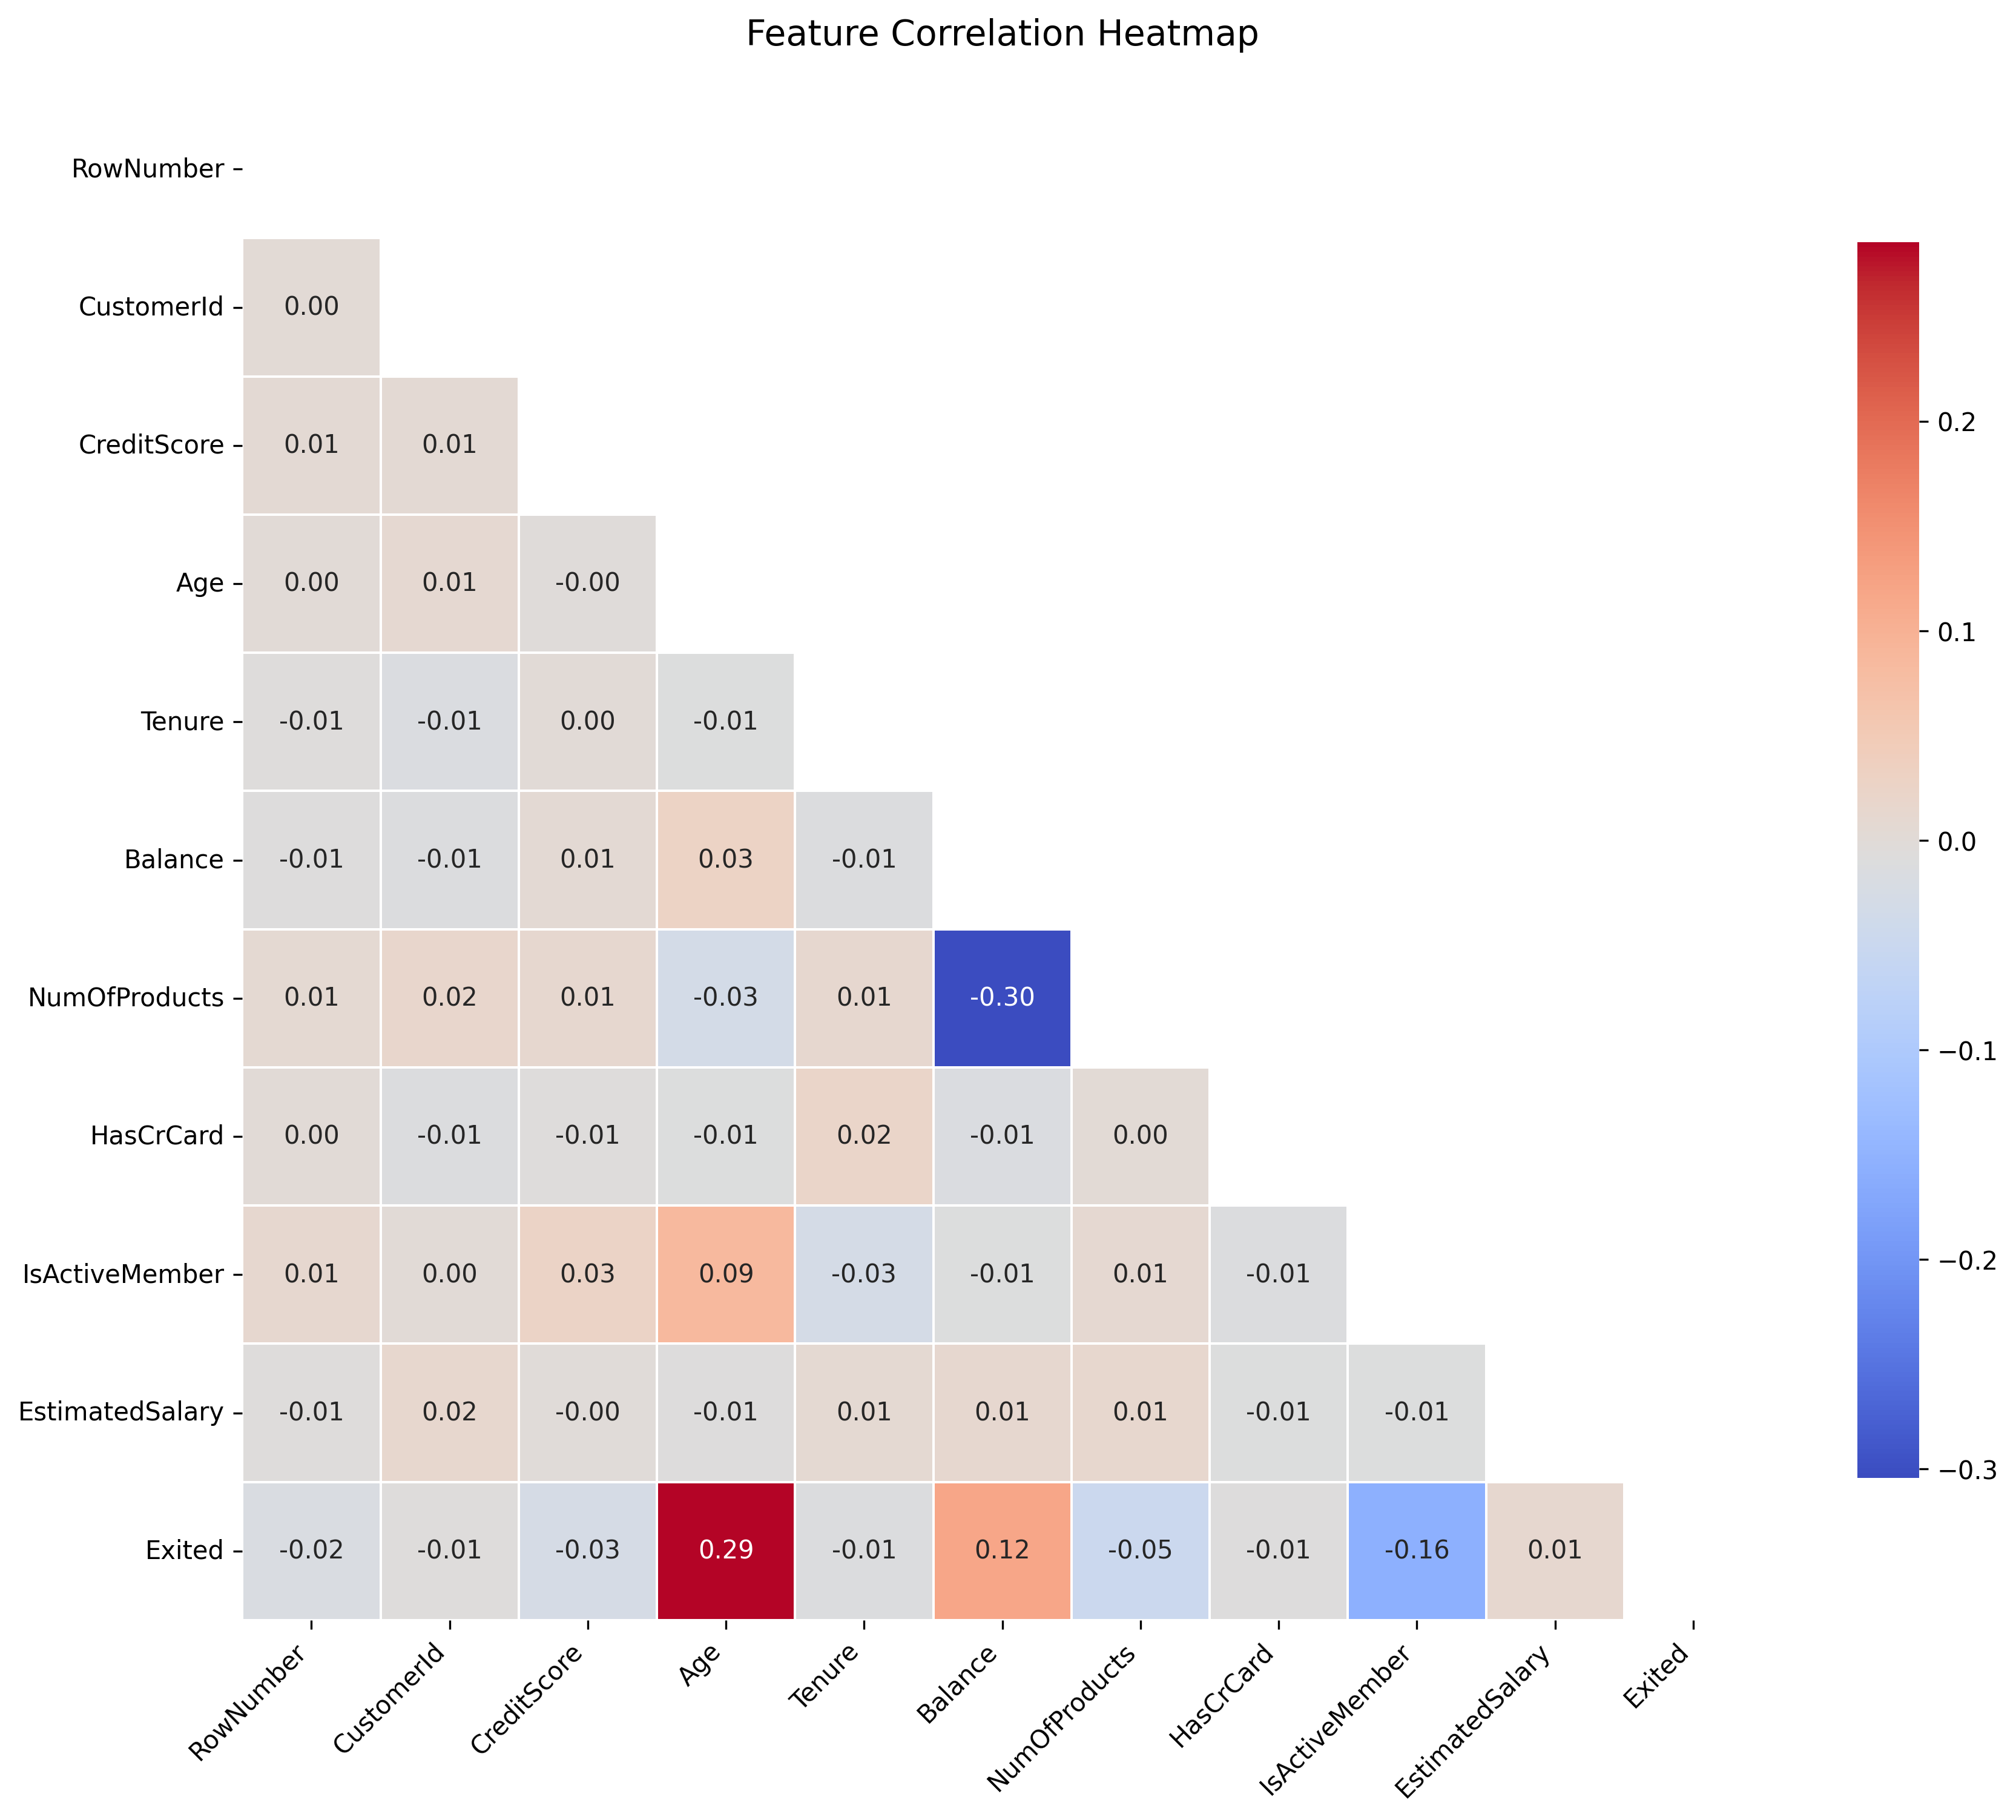 Feature Correlation Heatmap
RowNumber
CustomerId 0.00
CreditScore 0.01 0.01
Age 0.00 0.01 -0.00
Tenure -0.01 -0.01 0.00 -0.01
Balance -0.01 -0.01 0.01 0.03 -0.01
NumOfProducts 0.01 0.02 0.01 -0.03 0.01 -0.30
HasCrCard 0.00 -0.01 -0.01 -0.01 0.02 -0.01 0.00
IsActiveMember 0.01 0.00 0.03 0.09 -0.03 -0.01 0.01 -0.01
EstimatedSalary -0.01 0.02 -0.00 -0.01 0.01 0.01 0.01 -0.01 -0.01
Exited -0.02 -0.01 -0.03 0.29 -0.01 0.12 -0.05 -0.01 -0.16 0.01
RowNumber CustomerId CreditScore Age Tenure Balance NumOfProducts HasCrCard IsActiveMember EstimatedSalary Exited
0.2
0.1
0.0
−0.1
−0.2
−0.3